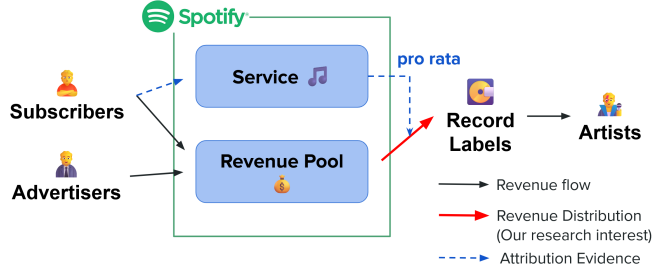 Spotify®
Service
pro rata
Subscribers
Record
Labels
Artists
Revenue Pool
Advertisers
Revenue flow
Revenue Distribution
(Our research interest)
Attribution Evidence